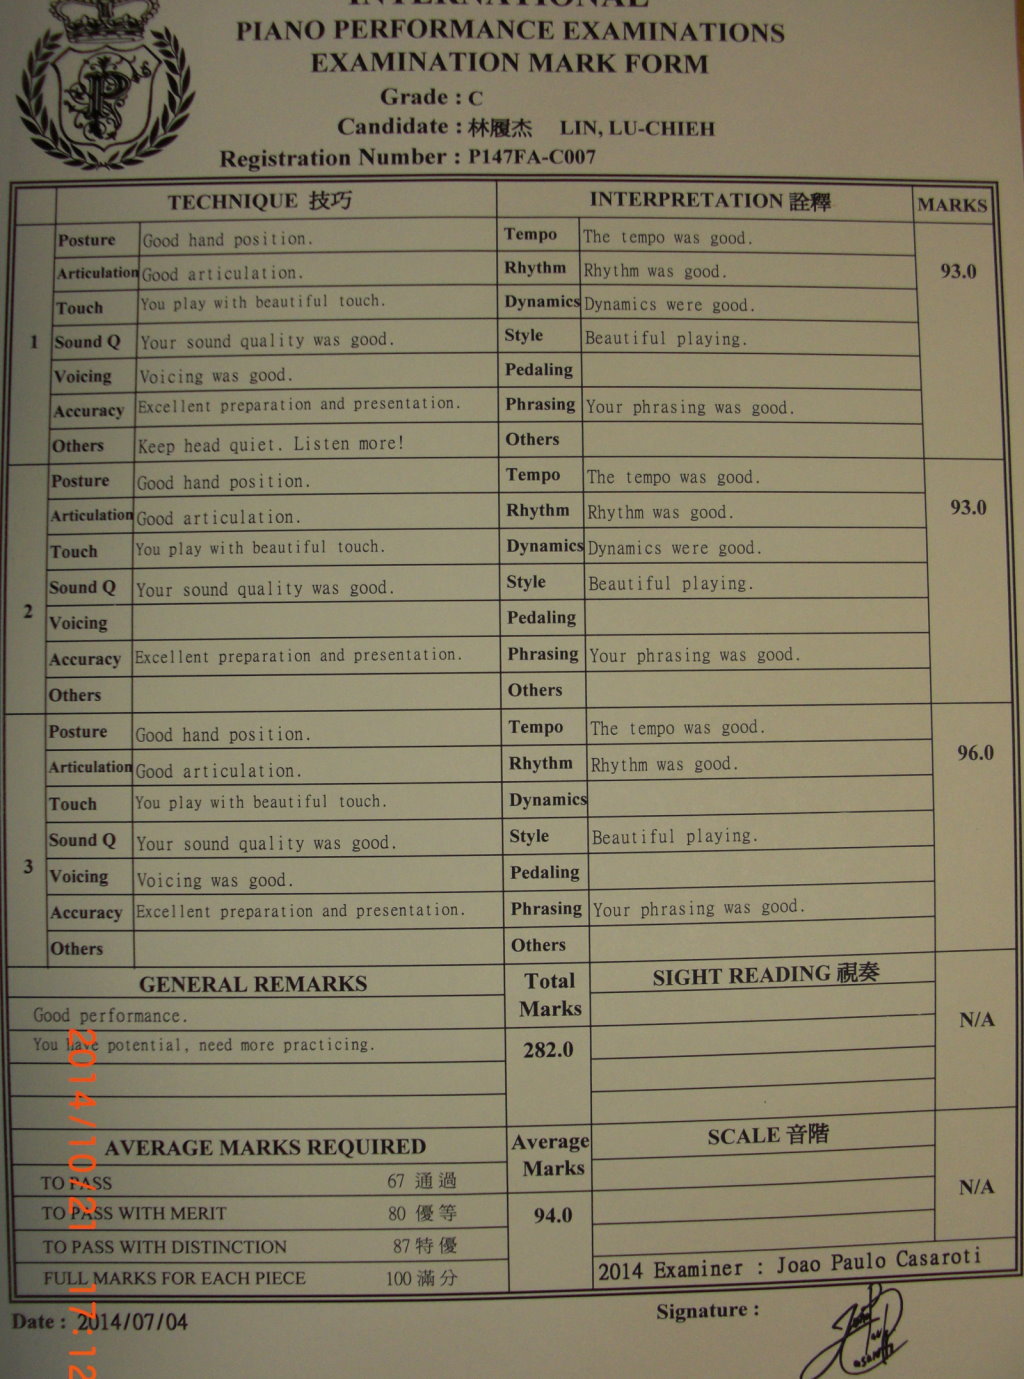 INTERNATIONAL
PIANO PERFORMANCE EXAMINATIONS
EXAMINATION MARK FORM
Grade : C
Candidate : 林履杰 LIN, LU-CHIEH
Registration Number : P147FA-C007
TECHNIQUE 技巧 INTERPRETATION 詮釋 MARKS
1
Posture Good hand position. Tempo The tempo was good.
93.0
Articulation Good articulation. Rhythm Rhythm was good.
Touch You play with beautiful touch. Dynamics Dynamics were good.
Sound Q Your sound quality was good. Style Beautiful playing.
Voicing Voicing was good. Pedaling
Accuracy Excellent preparation and presentation. Phrasing Your phrasing was good.
Others Keep head quiet. Listen more! Others
2
Posture Good hand position. Tempo The tempo was good.
93.0
Articulation Good articulation. Rhythm Rhythm was good.
Touch You play with beautiful touch. Dynamics Dynamics were good.
Sound Q Your sound quality was good. Style Beautiful playing.
Voicing Pedaling
Accuracy Excellent preparation and presentation. Phrasing Your phrasing was good.
Others Others
3
Posture Good hand position. Tempo The tempo was good.
96.0
Articulation Good articulation. Rhythm Rhythm was good.
Touch You play with beautiful touch. Dynamics
Sound Q Your sound quality was good. Style Beautiful playing.
Voicing Voicing was good. Pedaling
Accuracy Excellent preparation and presentation. Phrasing Your phrasing was good.
Others Others
GENERAL REMARKS
Good performance.
You have potential, need more practicing.
Total
Marks
282.0
SIGHT READING 視奏
N/A
AVERAGE MARKS REQUIRED
TO PASS 67 通過
TO PASS WITH MERIT 80 優等
TO PASS WITH DISTINCTION 87 特優
FULL MARKS FOR EACH PIECE 100 滿分
Average
Marks
94.0
SCALE 音階
N/A
2014 Examiner : Joao Paulo Casaroti
Date : 2014/07/04
Signature :
2014/10/21 17:12